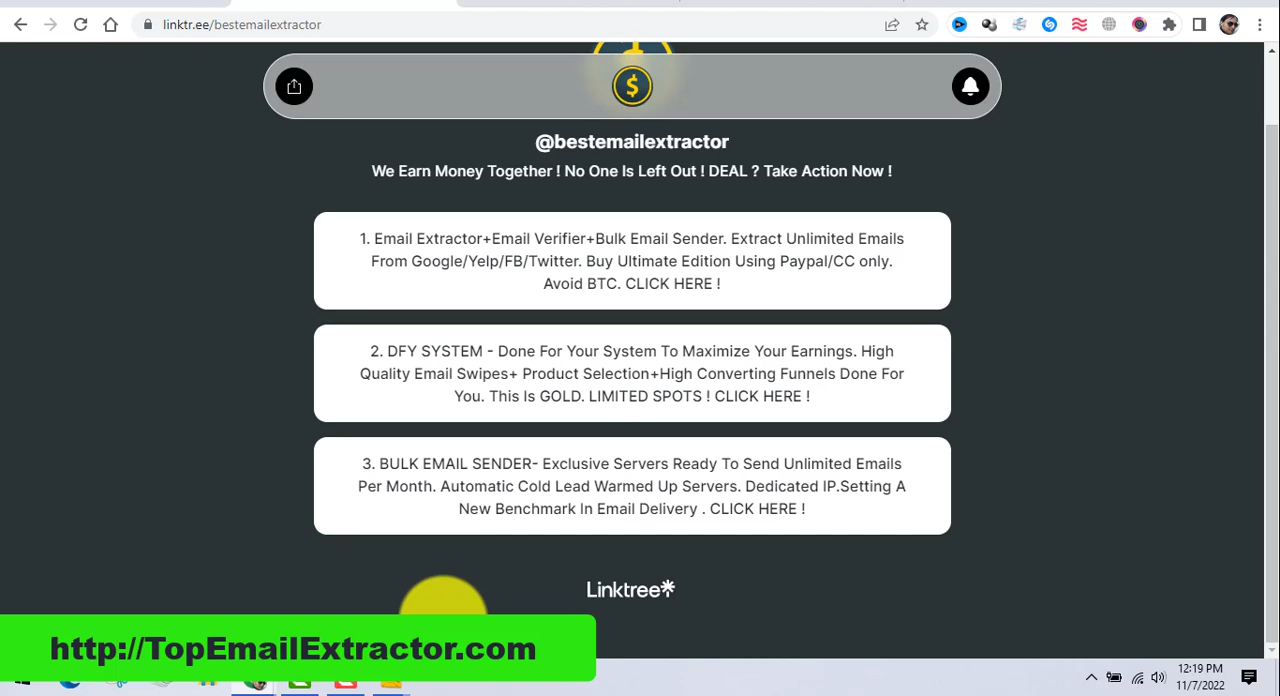 linktr.ee/bestemailextractor
$
@bestemailextractor
We Earn Money Together ! No One Is Left Out ! DEAL ? Take Action Now !
1. Email Extractor+Email Verifier+Bulk Email Sender. Extract Unlimited Emails
From Google/Yelp/FB/Twitter. Buy Ultimate Edition Using Paypal/CC only.
Avoid BTC. CLICK HERE !
2. DFY SYSTEM - Done For Your System To Maximize Your Earnings. High
Quality Email Swipes+ Product Selection+High Converting Funnels Done For
You. This Is GOLD. LIMITED SPOTS ! CLICK HERE !
3. BULK EMAIL SENDER- Exclusive Servers Ready To Send Unlimited Emails
Per Month. Automatic Cold Lead Warmed Up Servers. Dedicated IP.Setting A
New Benchmark In Email Delivery . CLICK HERE !
Linktree
http://TopEmailExtractor.com
12:19 PM
11/7/2022